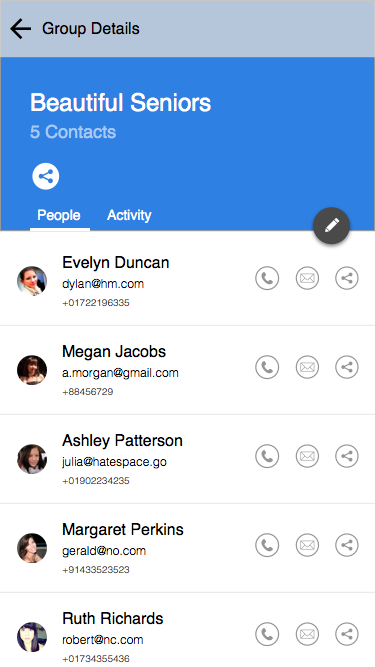 Group Details
Beautiful Seniors
5 Contacts
People Activity
Evelyn Duncan
dylan@hm.com
+01722196335
Megan Jacobs
a.morgan@gmail.com
+88456729
Ashley Patterson
julia@hatespace.go
+01902234235
Margaret Perkins
gerald@no.com
+91433523523
Ruth Richards
robert@nc.com
+01734355436